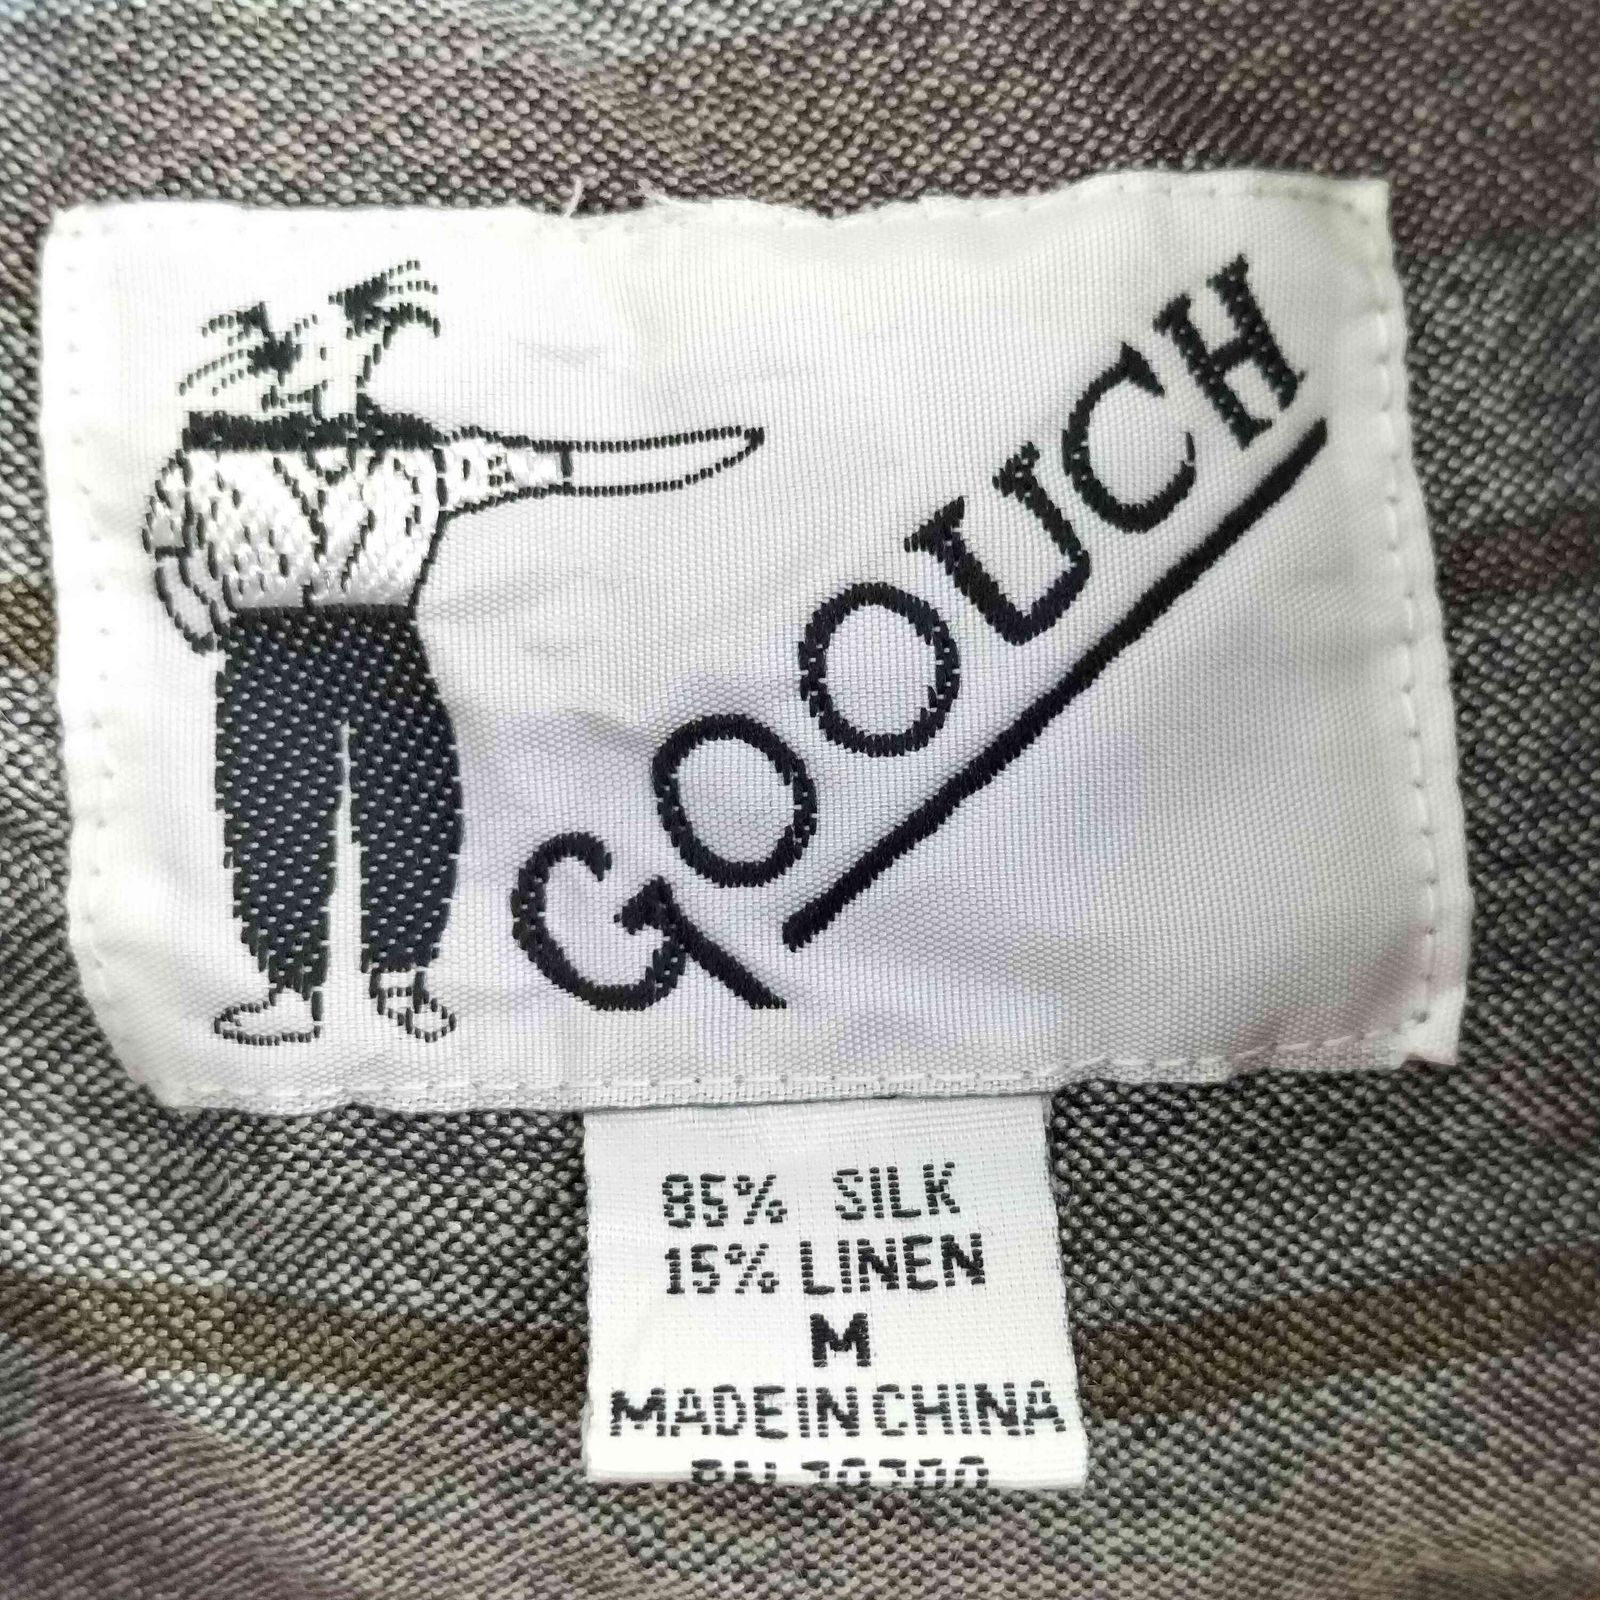 GOOUCH
85% SILK
15% LINEN
M
MADE IN CHINA